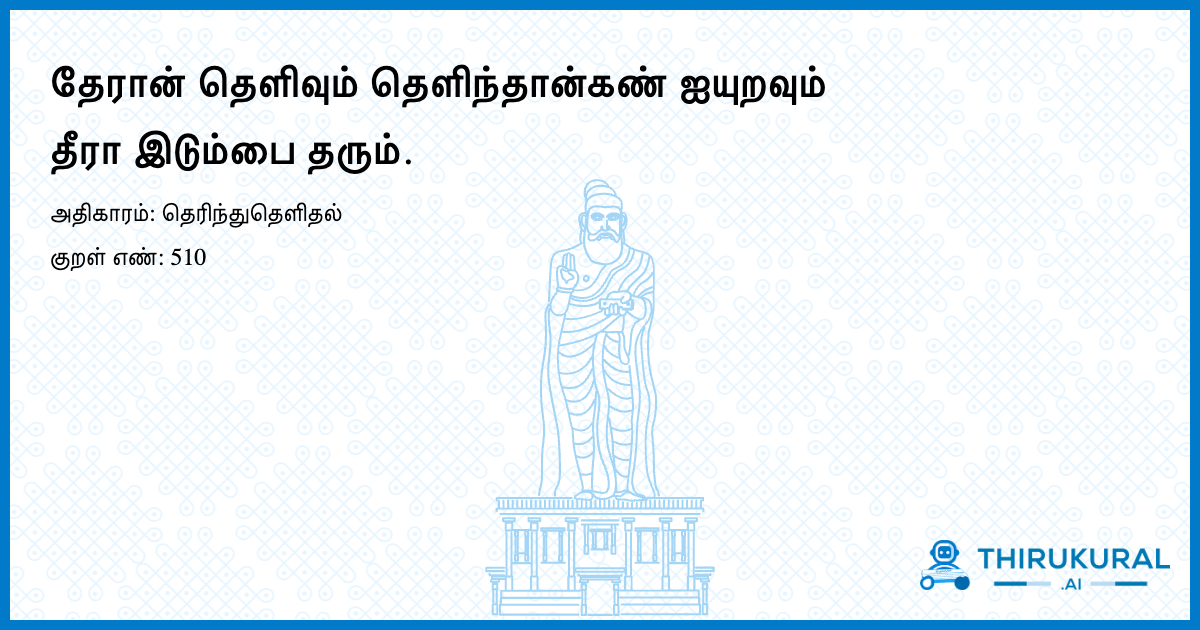 தேரான் தெளிவும் தெளிந்தான்கண் ஐயுறவும்
தீரா இடும்பை தரும்.
அதிகாரம்: தெரிந்துதெளிதல்
குறள் எண்: 510
THIRUKURAL
.AI